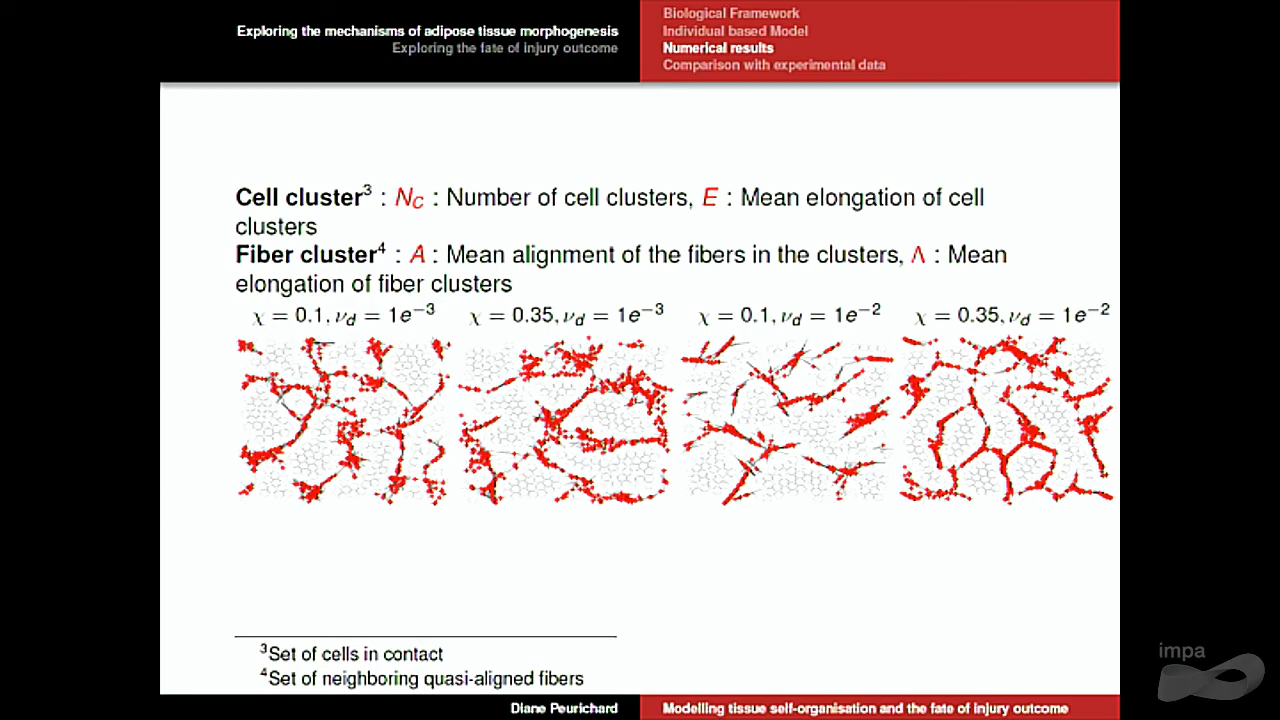 Exploring the mechanisms of adipose tissue morphogenesis
Exploring the fate of injury outcome
Biological Framework
Individual based Model
Numerical results
Comparison with experimental data
Cell cluster³ : N_C : Number of cell clusters, E : Mean elongation of cell
clusters
Fiber cluster⁴ : A : Mean alignment of the fibers in the clusters, Λ : Mean
elongation of fiber clusters
χ = 0.1, ν_d = 1e⁻³ χ = 0.35, ν_d = 1e⁻³ χ = 0.1, ν_d = 1e⁻² χ = 0.35, ν_d = 1e⁻²
³Set of cells in contact
⁴Set of neighboring quasi-aligned fibers
Diane Peurichard
Modelling tissue self-organisation and the fate of injury outcome
impa